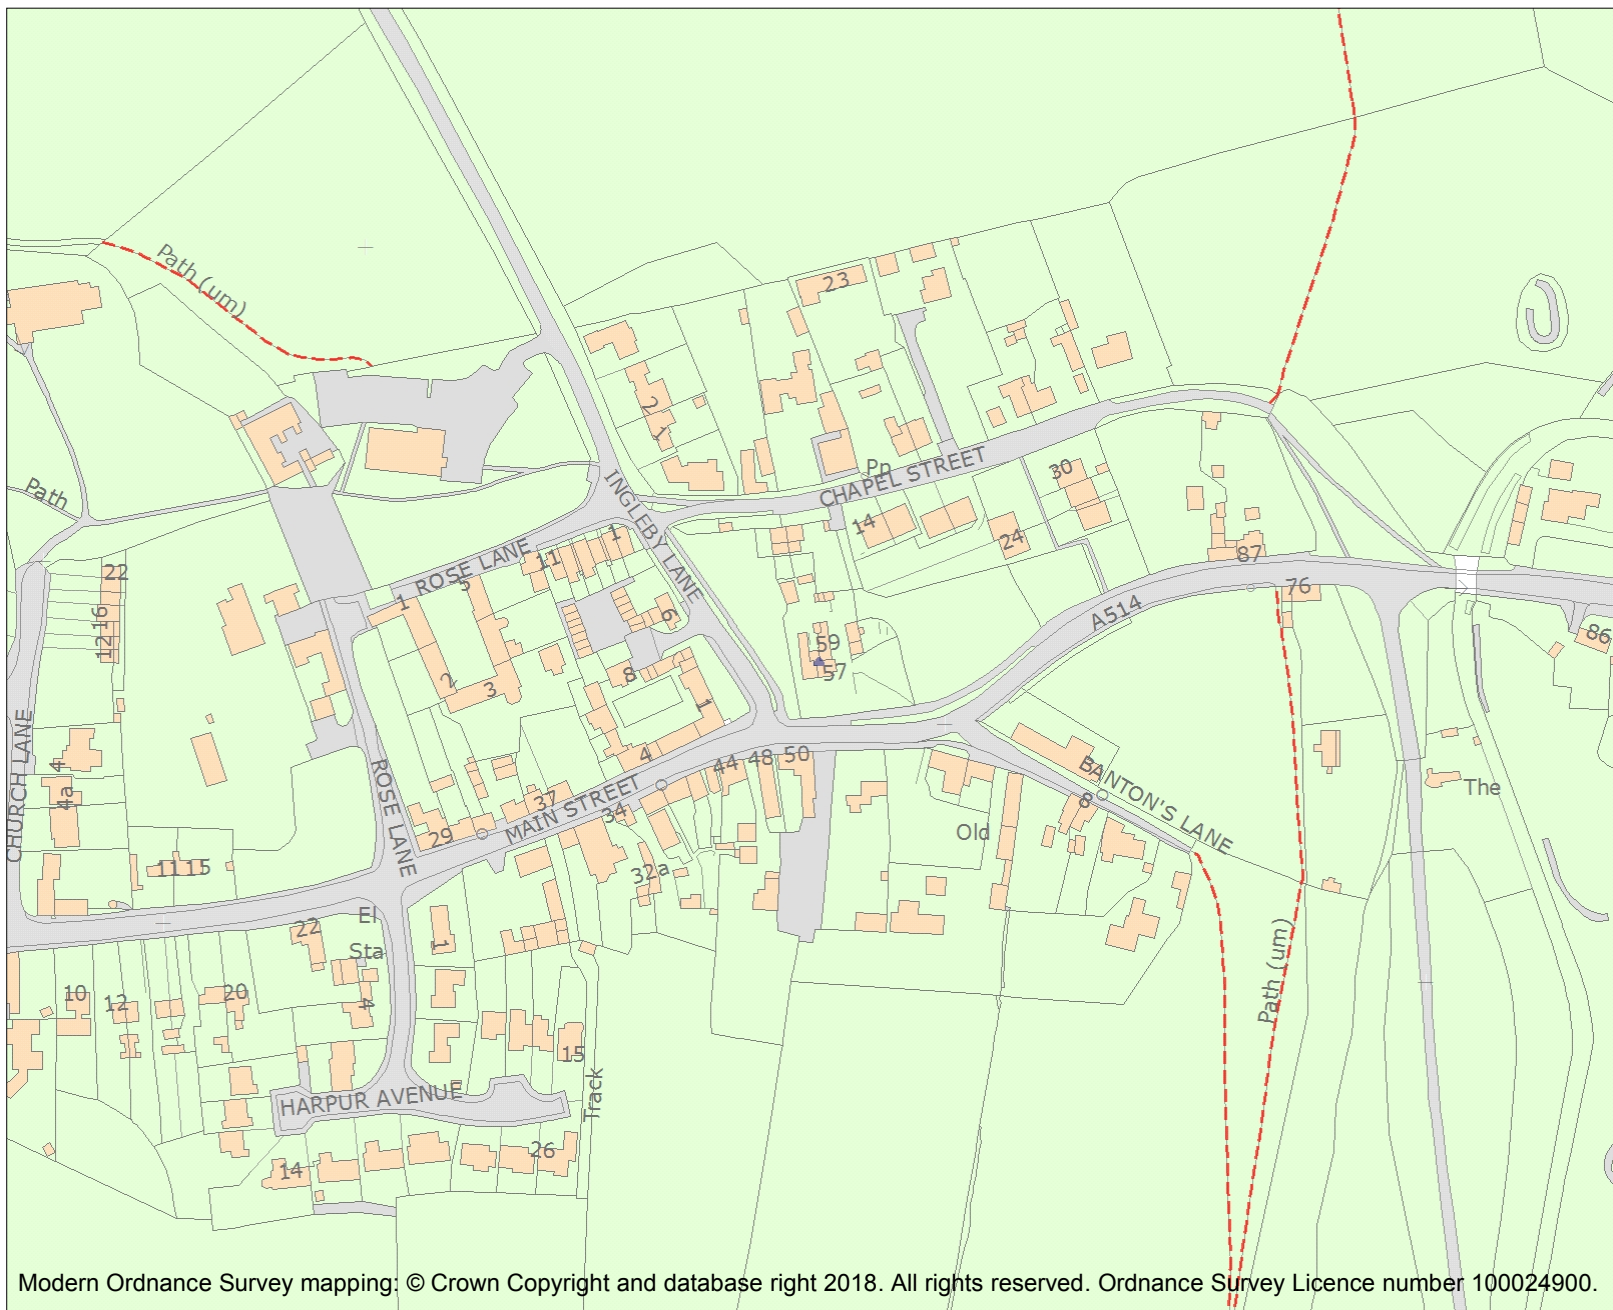 Path (um)
23
2
1
Path
Pp
CHAPEL STREET
30
INGLEBY LANE
14
24
1
11
ROSE LANE
5
1
22
16
12
87
76
A514
86
6
59
57
2
3
8
1
CHURCH LANE
4
4a
ROSE LANE
4
44
48
50
37
MAIN STREET
34
29
BANTON'S LANE
8
The
Old
32a
11
15
El
Sta
22
1
10
12
20
4
Path (um)
15
Track
HARPUR AVENUE
14
26
Modern Ordnance Survey mapping: © Crown Copyright and database right 2018. All rights reserved. Ordnance Survey Licence number 100024900.